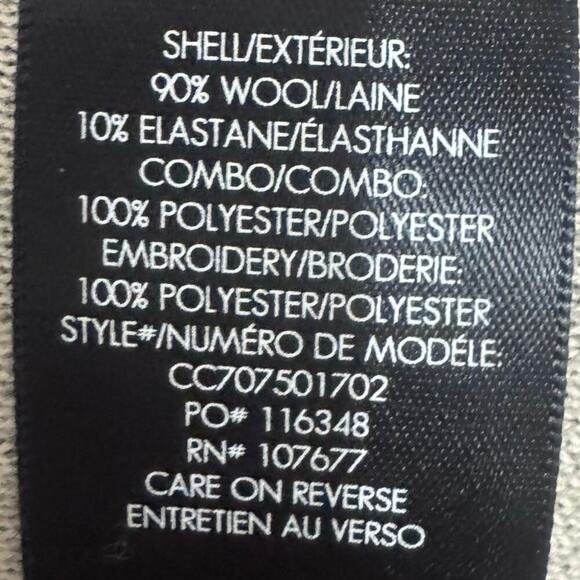 SHELL/EXTÉRIEUR:
90% WOOL/LAINE
10% ELASTANE/ÉLASTHANNE
COMBO/COMBO:
100% POLYESTER/POLYESTER
EMBROIDERY/BRODERIE:
100% POLYESTER/POLYESTER
STYLE#/NUMÉRO DE MODÉLE:
CC707501702
PO# 116348
RN# 107677
CARE ON REVERSE
ENTRETIEN AU VERSO